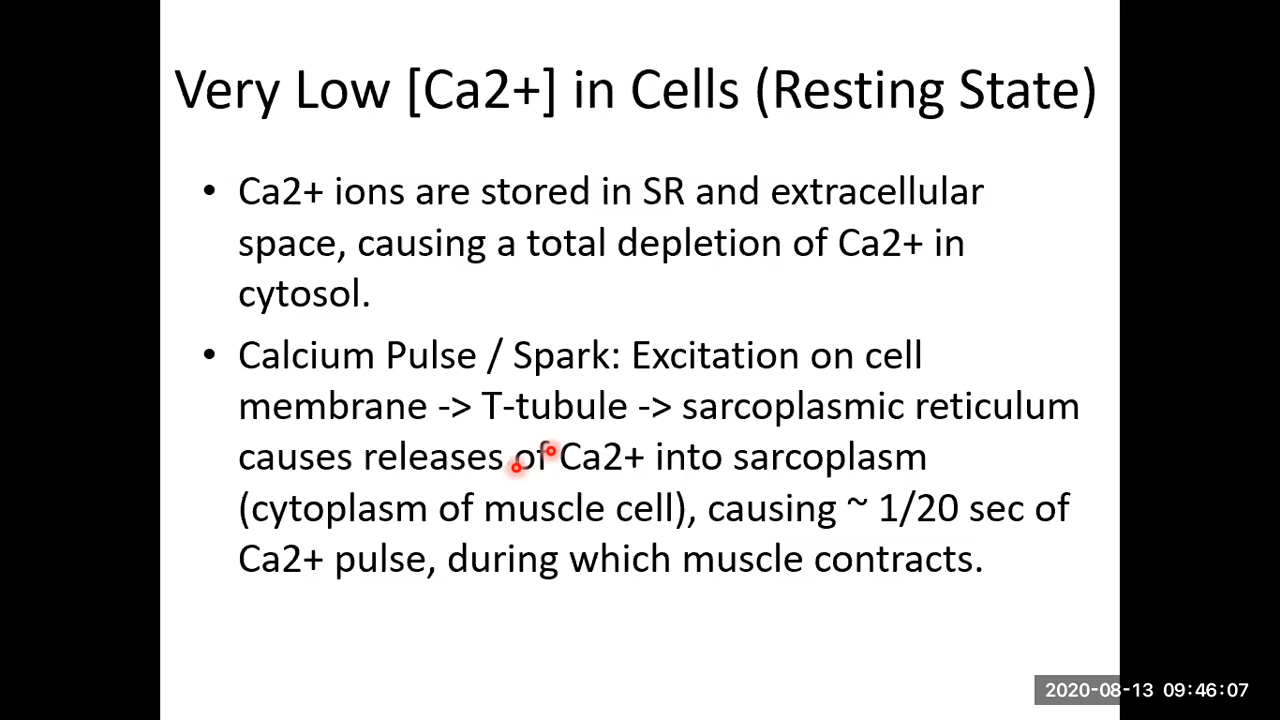 Very Low [Ca2+] in Cells (Resting State)
• Ca2+ ions are stored in SR and extracellular
space, causing a total depletion of Ca2+ in
cytosol.
• Calcium Pulse / Spark: Excitation on cell
membrane -> T-tubule -> sarcoplasmic reticulum
causes releases of Ca2+ into sarcoplasm
(cytoplasm of muscle cell), causing ~ 1/20 sec of
Ca2+ pulse, during which muscle contracts.
2020-08-13 09:46:07